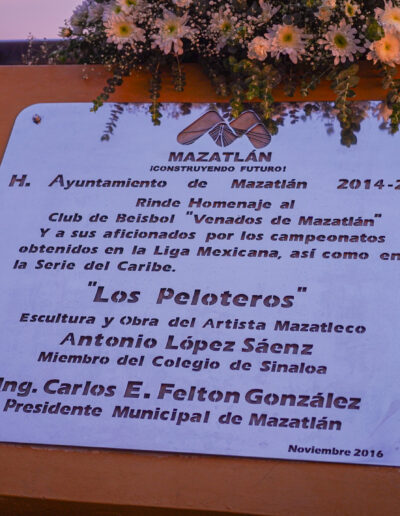 MAZATLÁN
¡CONSTRUYENDO FUTURO!
H. Ayuntamiento de Mazatlán 2014-2
Rinde Homenaje al
Club de Beisbol "Venados de Mazatlán"
Y a sus aficionados por los campeonatos
obtenidos en la Liga Mexicana, así como en
la Serie del Caribe.
"Los Peloteros"
Escultura y Obra del Artista Mazatleco
Antonio López Sáenz
Miembro del Colegio de Sinaloa
Ing. Carlos E. Felton González
Presidente Municipal de Mazatlán
Noviembre 2016